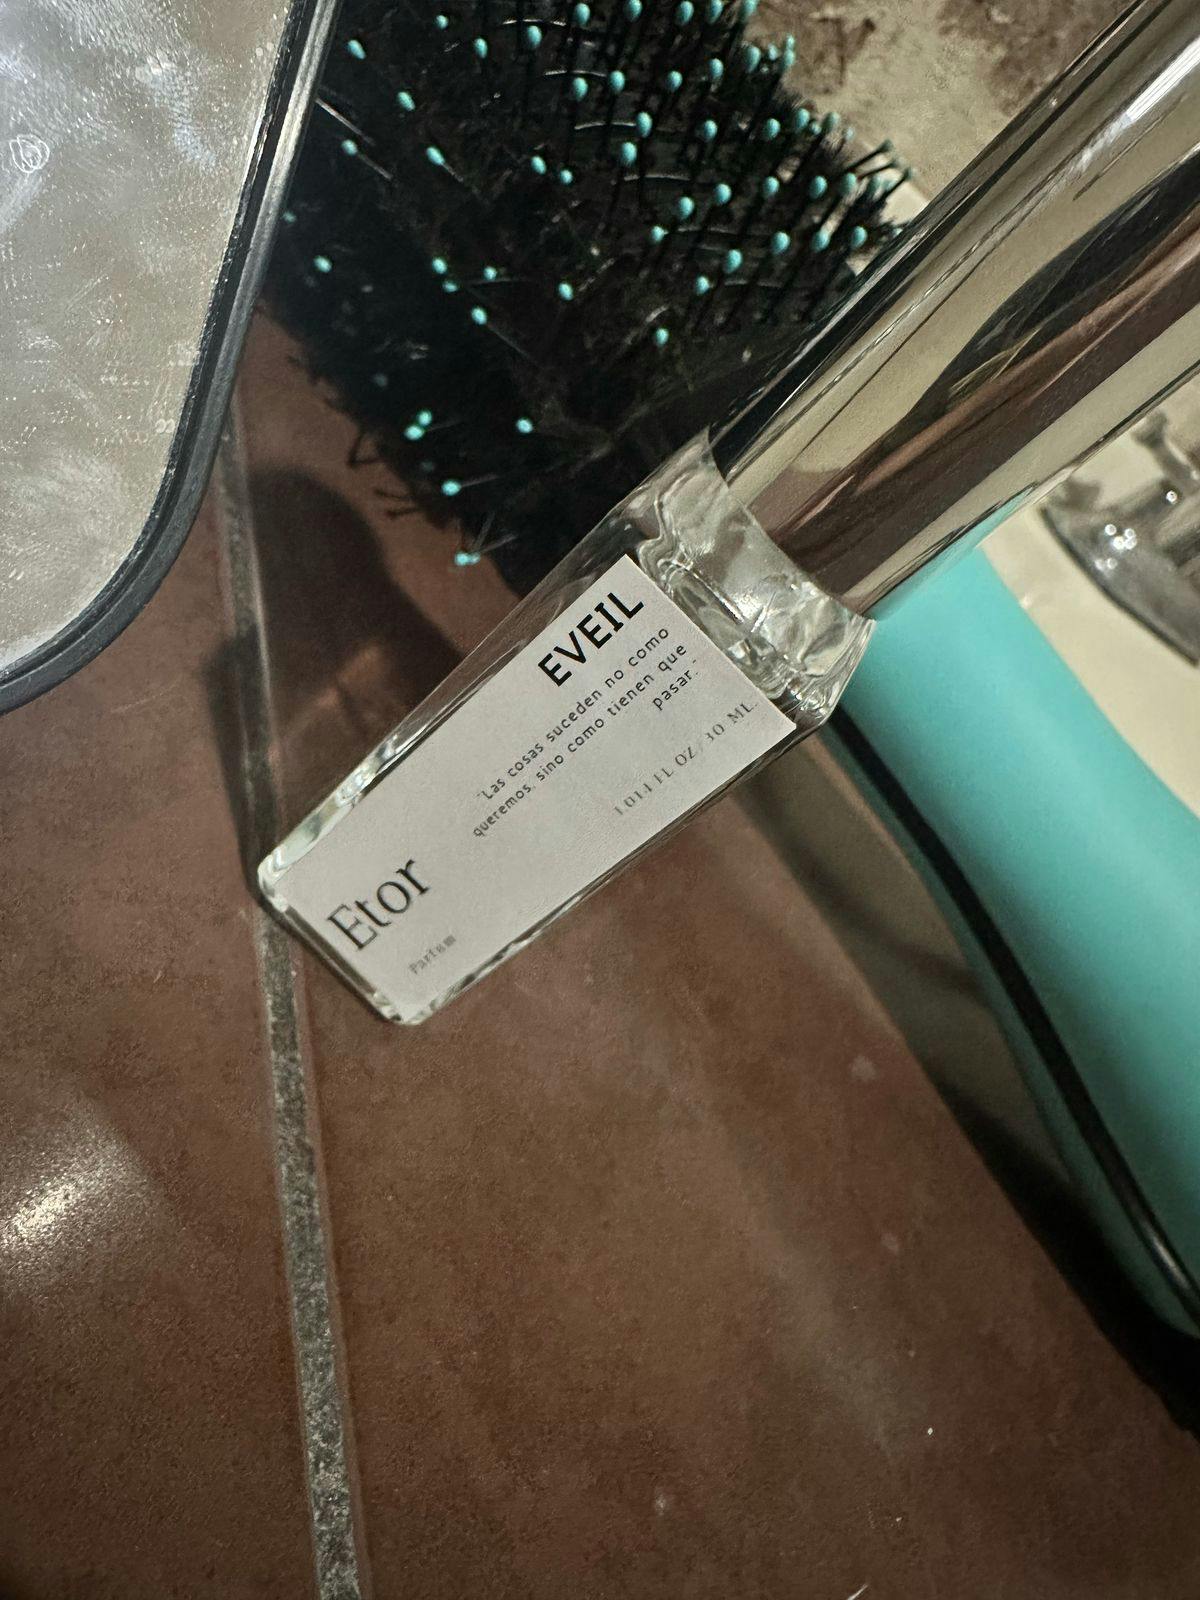 EVEIL
"Las cosas suceden no como
queremos, sino como tienen que
pasar."
1.014 FL OZ / 30 ML.
Etor
Parfum